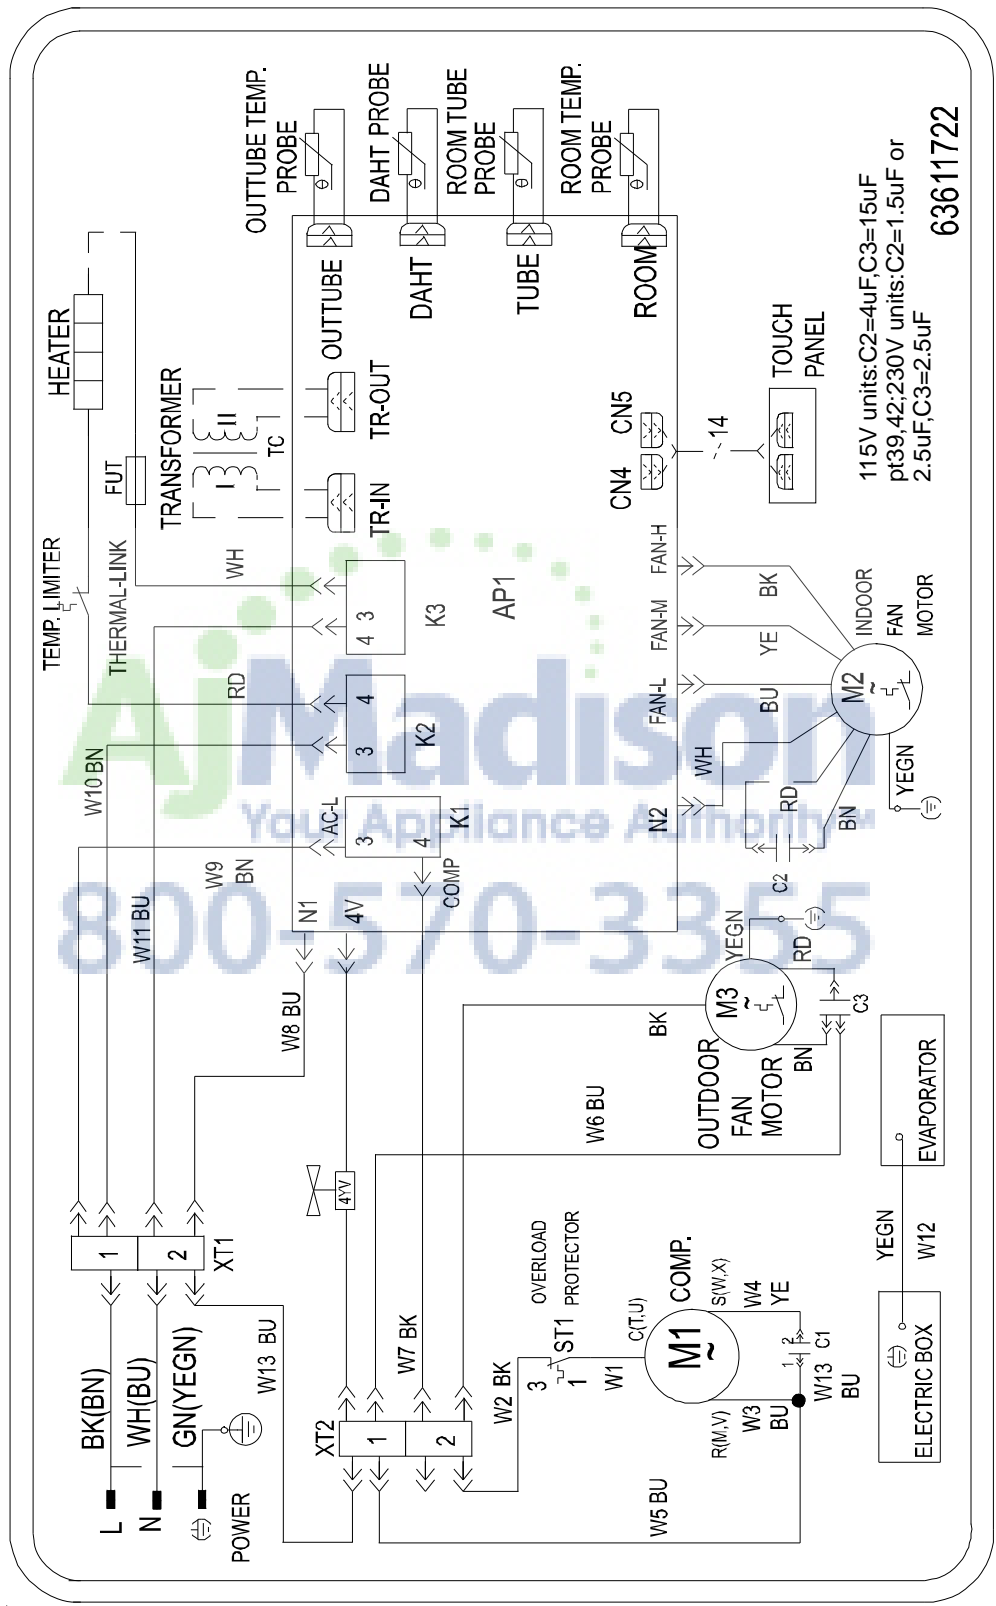 HEATER
FUT
TEMP. LIMITER
THERMAL-LINK
TRANSFORMER
I
II
TC
TR-IN
TR-OUT
OUTTUBE
DAHT
TUBE
ROOM
OUTTUBE TEMP.
PROBE
θ
DAHT PROBE
θ
ROOM TUBE
PROBE
θ
ROOM TEMP.
PROBE
θ
CN4
CN5
14
TOUCH
PANEL
63611722
115V units:C2=4uF,C3=15uF
pt39,42;230V units:C2=1.5uF or
2.5uF,C3=2.5uF
WH
RD
3
4
K3
AP1
4
3
K2
3
4
K1
AC-L
COMP
N1
4V
N2
FAN-L
FAN-M
FAN-H
BK
YE
BU
WH
INDOOR
FAN
MOTOR
M2
~
YEGN
RD
BN
C2
W10 BN
W9
BN
W11 BU
W8 BU
AjMadison
Your Appliance Authority℠
800-570-3355
XT1
1
2
BK(BN)
WH(BU)
GN(YEGN)
L
N
POWER
W13 BU
4YV
XT2
1
2
W7 BK
W6 BU
W2 BK
W5 BU
OVERLOAD
PROTECTOR
ST1
3
1
W1
C(T,U)
COMP.
M1
~
S(W,X)
R(M,V)
W4
YE
W3
BU
1
2
C1
W13
BU
BK
OUTDOOR
FAN
MOTOR
M3
~
YEGN
RD
BN
C3
EVAPORATOR
YEGN
W12
ELECTRIC BOX